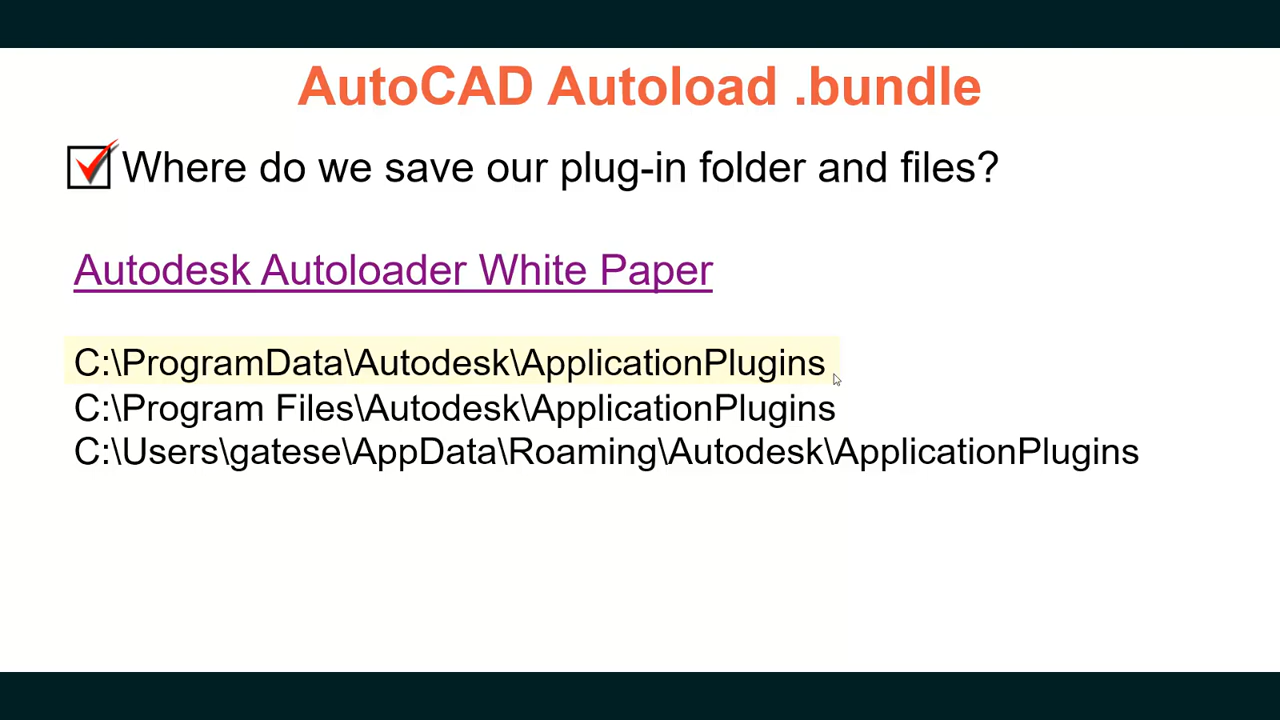 AutoCAD Autoload .bundle
Where do we save our plug-in folder and files?
Autodesk Autoloader White Paper
C:\ProgramData\Autodesk\ApplicationPlugins
C:\Program Files\Autodesk\ApplicationPlugins
C:\Users\gatese\AppData\Roaming\Autodesk\ApplicationPlugins